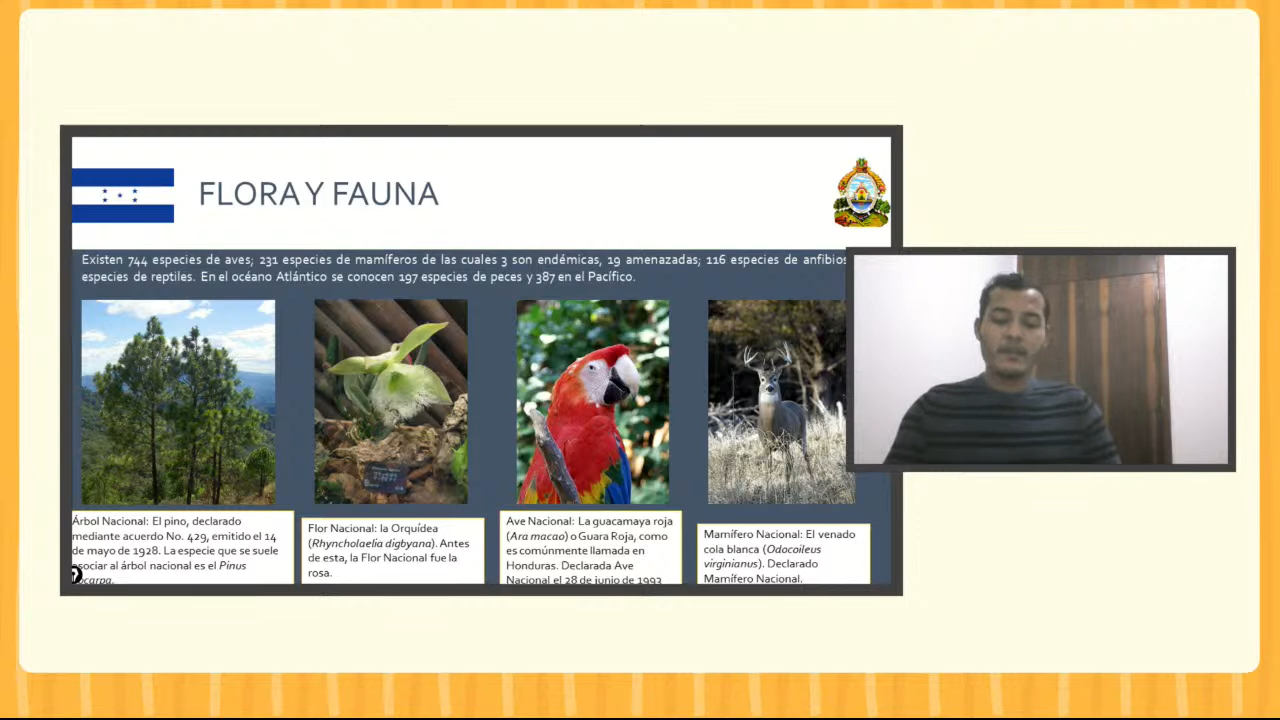 FLORA Y FAUNA
Existen 744 especies de aves; 231 especies de mamíferos de las cuales 3 son endémicas, 19 amenazadas; 116 especies de anfibios
especies de reptiles. En el océano Atlántico se conocen 197 especies de peces y 387 en el Pacífico.
Árbol Nacional: El pino, declarado
mediante acuerdo No. 429, emitido el 14
de mayo de 1928. La especie que se suele
asociar al árbol nacional es el Pinus
Flor Nacional: la Orquídea
(Rhyncholaelia digbyana). Antes
de esta, la Flor Nacional fue la
rosa.
Ave Nacional: La guacamaya roja
(Ara macao) o Guara Roja, como
es comúnmente llamada en
Honduras. Declarada Ave
Nacional el 28 de junio de 1993
Mamífero Nacional: El venado
cola blanca (Odocoileus
virginianus). Declarado
Mamífero Nacional.